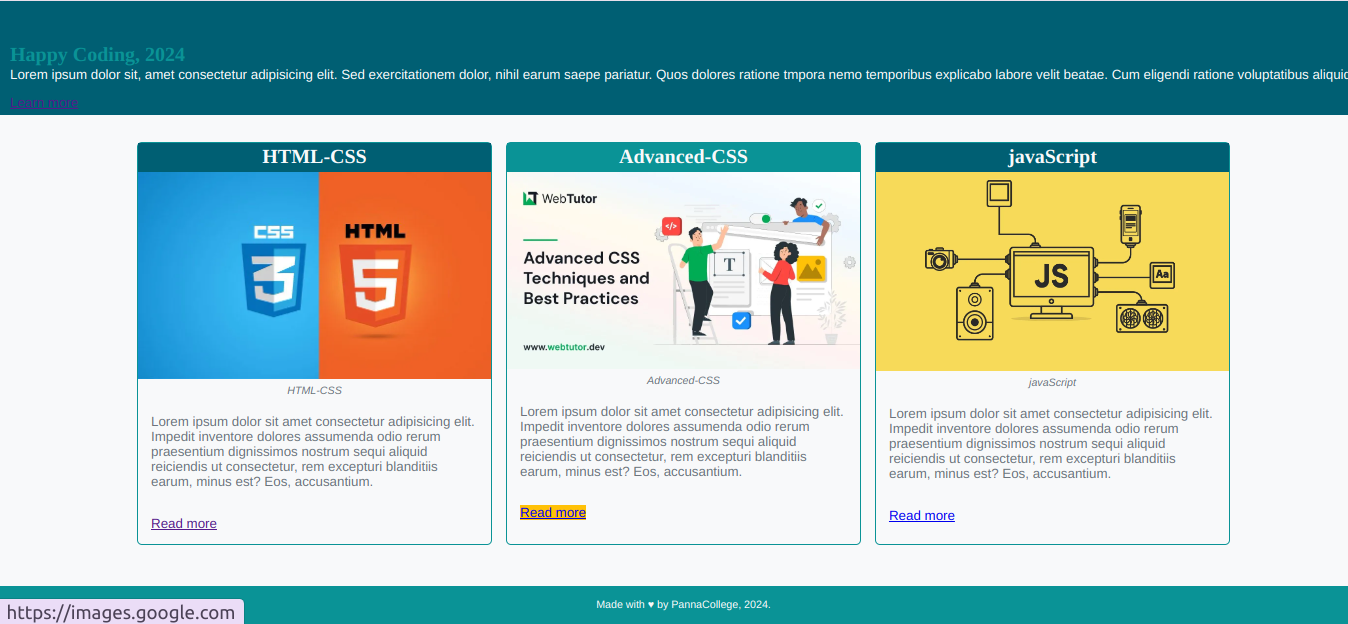 Happy Coding, 2024
Lorem ipsum dolor sit, amet consectetur adipisicing elit. Sed exercitationem dolor, nihil earum saepe pariatur. Quos dolores ratione tmpora nemo temporibus explicabo labore velit beatae. Cum eligendi ratione voluptatibus aliquid
Learn more
HTML-CSS
CSS
3
HTML
5
HTML-CSS
Lorem ipsum dolor sit amet consectetur adipisicing elit.
Impedit inventore dolores assumenda odio rerum
praesentium dignissimos nostrum sequi aliquid
reiciendis ut consectetur, rem excepturi blanditiis
earum, minus est? Eos, accusantium.
Read more
Advanced-CSS
WebTutor
</>
Advanced CSS
Techniques and
Best Practices
T
www.webtutor.dev
Advanced-CSS
Lorem ipsum dolor sit amet consectetur adipisicing elit.
Impedit inventore dolores assumenda odio rerum
praesentium dignissimos nostrum sequi aliquid
reiciendis ut consectetur, rem excepturi blanditiis
earum, minus est? Eos, accusantium.
Read more
javaScript
JS
Aa
javaScript
Lorem ipsum dolor sit amet consectetur adipisicing elit.
Impedit inventore dolores assumenda odio rerum
praesentium dignissimos nostrum sequi aliquid
reiciendis ut consectetur, rem excepturi blanditiis
earum, minus est? Eos, accusantium.
Read more
Made with ♥ by PannaCollege, 2024.
https://images.google.com